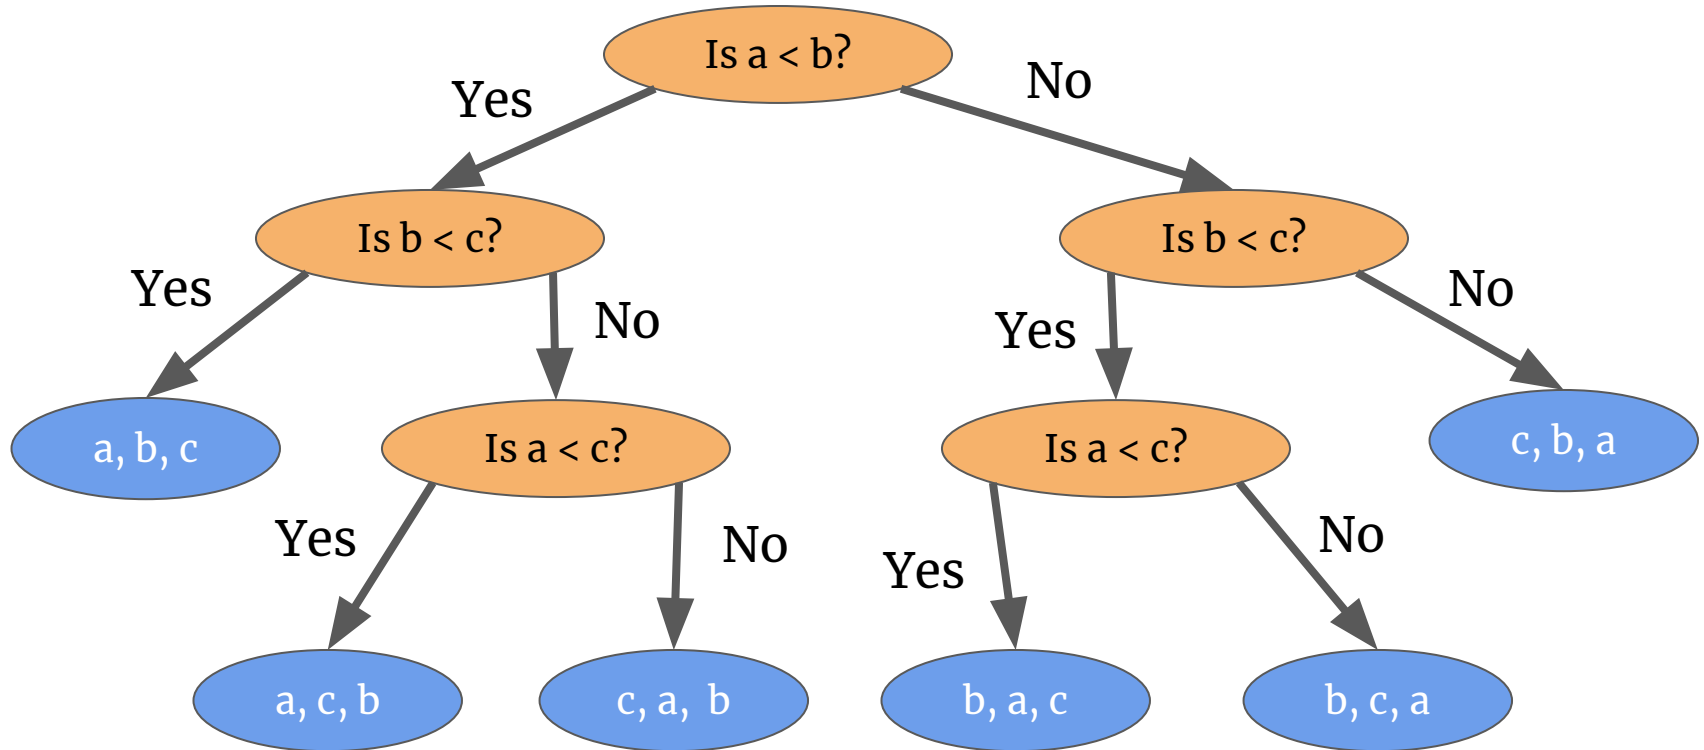 Is a < b?
Yes
No
Is b < c?
Is b < c?
Yes
No
Yes
No
a, b, c
Is a < c?
Is a < c?
c, b, a
Yes
No
Yes
No
a, c, b
c, a, b
b, a, c
b, c, a